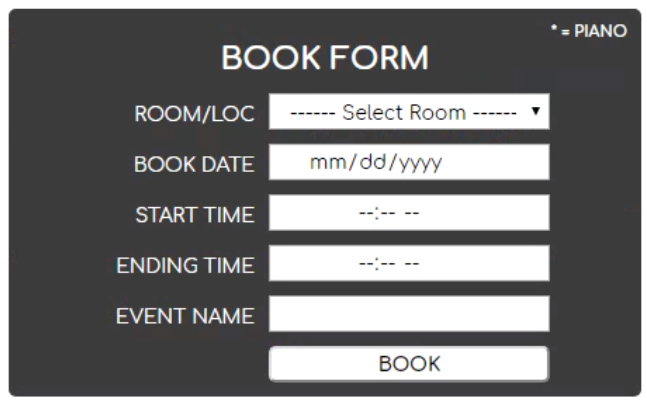 * = PIANO
BOOK FORM
ROOM/LOC ------ Select Room ------
BOOK DATE mm/dd/yyyy
START TIME --:-- --
ENDING TIME --:-- --
EVENT NAME
BOOK